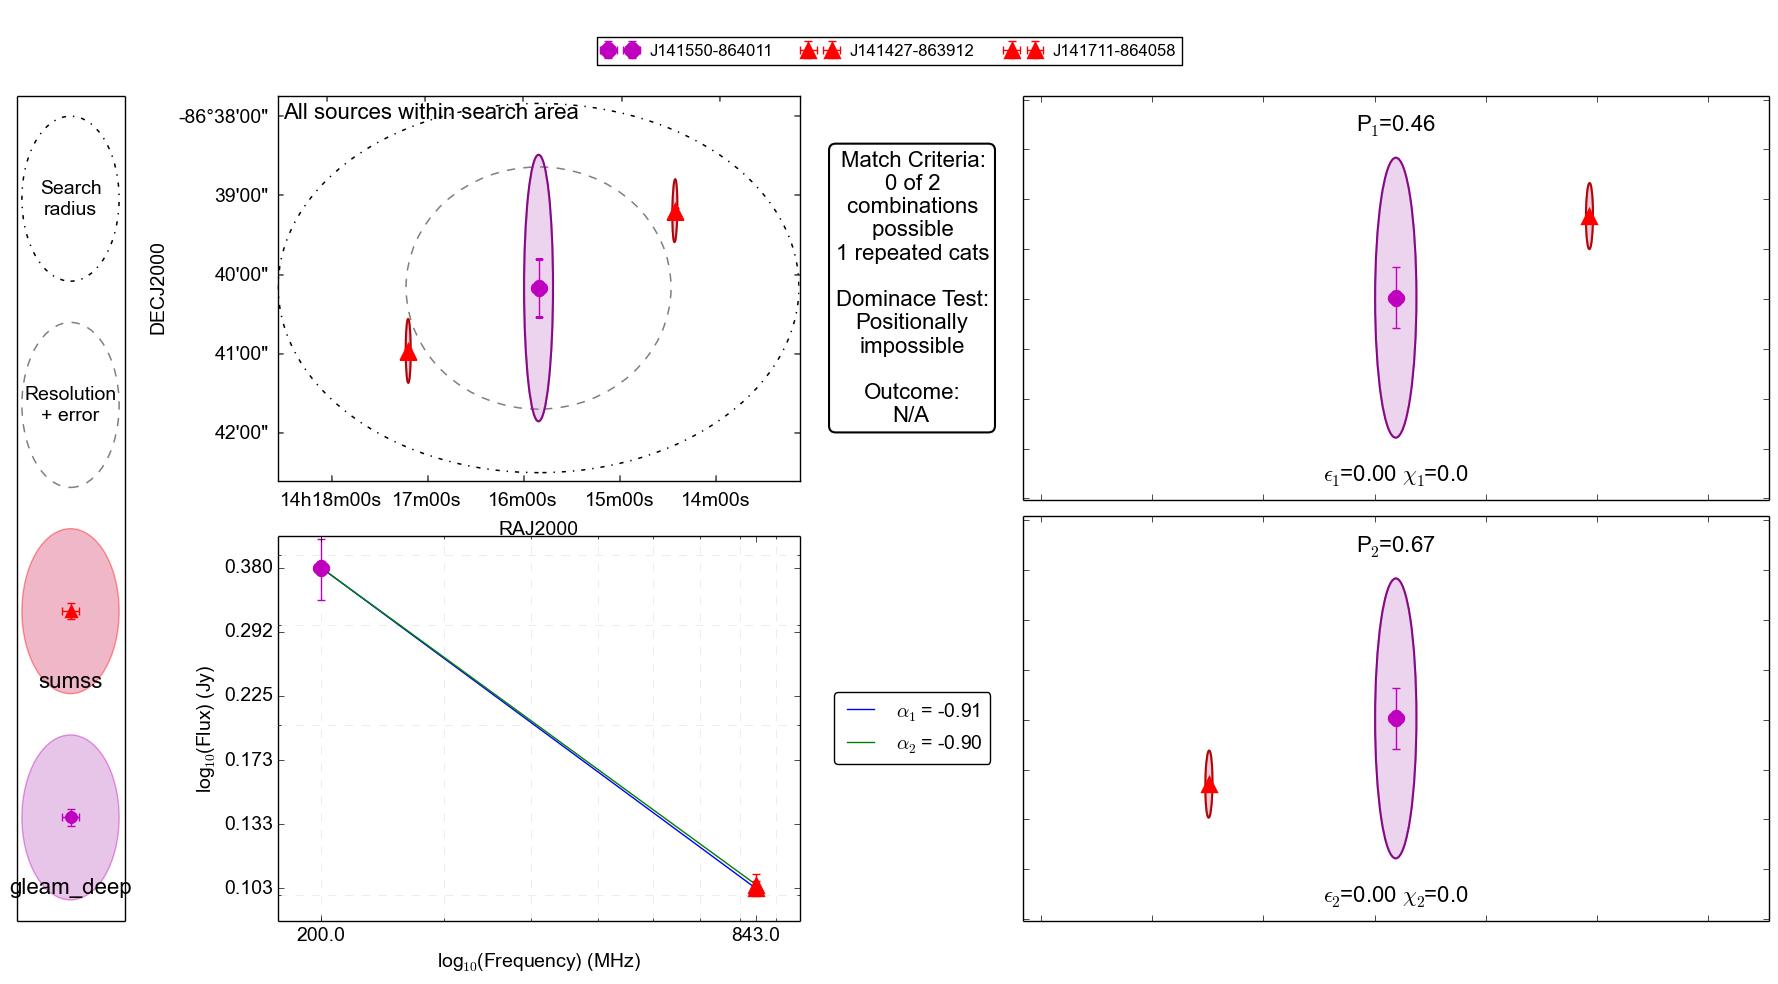 J141550-864011 J141427-863912 J141711-864058
Search
radius
Resolution
+ error
sumss
gleam_deep
All sources within search area
DECJ2000
-86°38'00"
39'00"
40'00"
41'00"
42'00"
14h18m00s 17m00s 16m00s 15m00s 14m00s
RAJ2000
Match Criteria:
0 of 2
combinations
possible
1 repeated cats
Dominace Test:
Positionally
impossible
Outcome:
N/A
P1=0.46
ϵ1=0.00 χ1=0.0
log10(Flux) (Jy)
0.380
0.292
0.225
0.173
0.133
0.103
200.0 843.0
log10(Frequency) (MHz)
α1 = -0.91
α2 = -0.90
P2=0.67
ϵ2=0.00 χ2=0.0